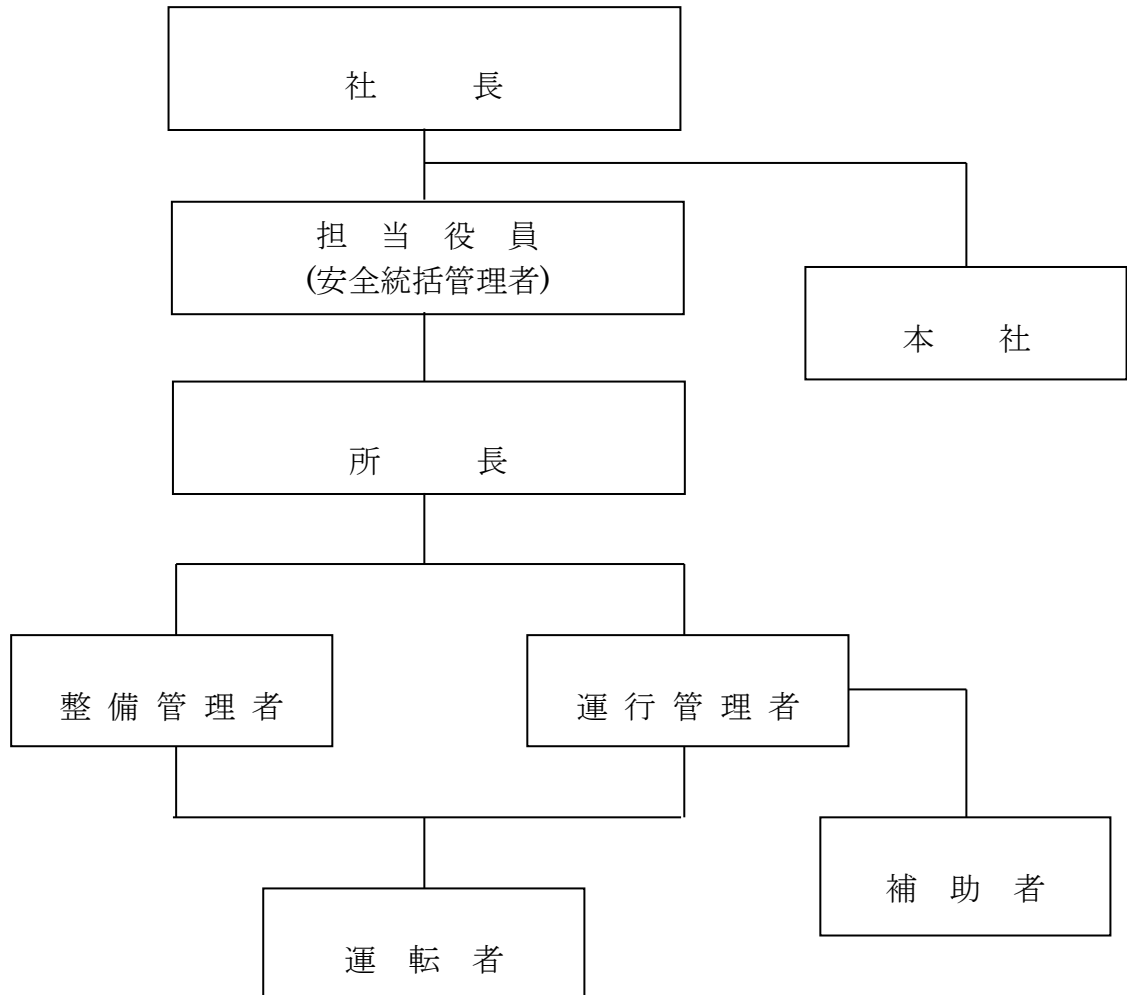 社　　長
担　当　役　員
(安全統括管理者)
本　　社
所　　長
整 備 管 理 者
運 行 管 理 者
補　助　者
運　転　者